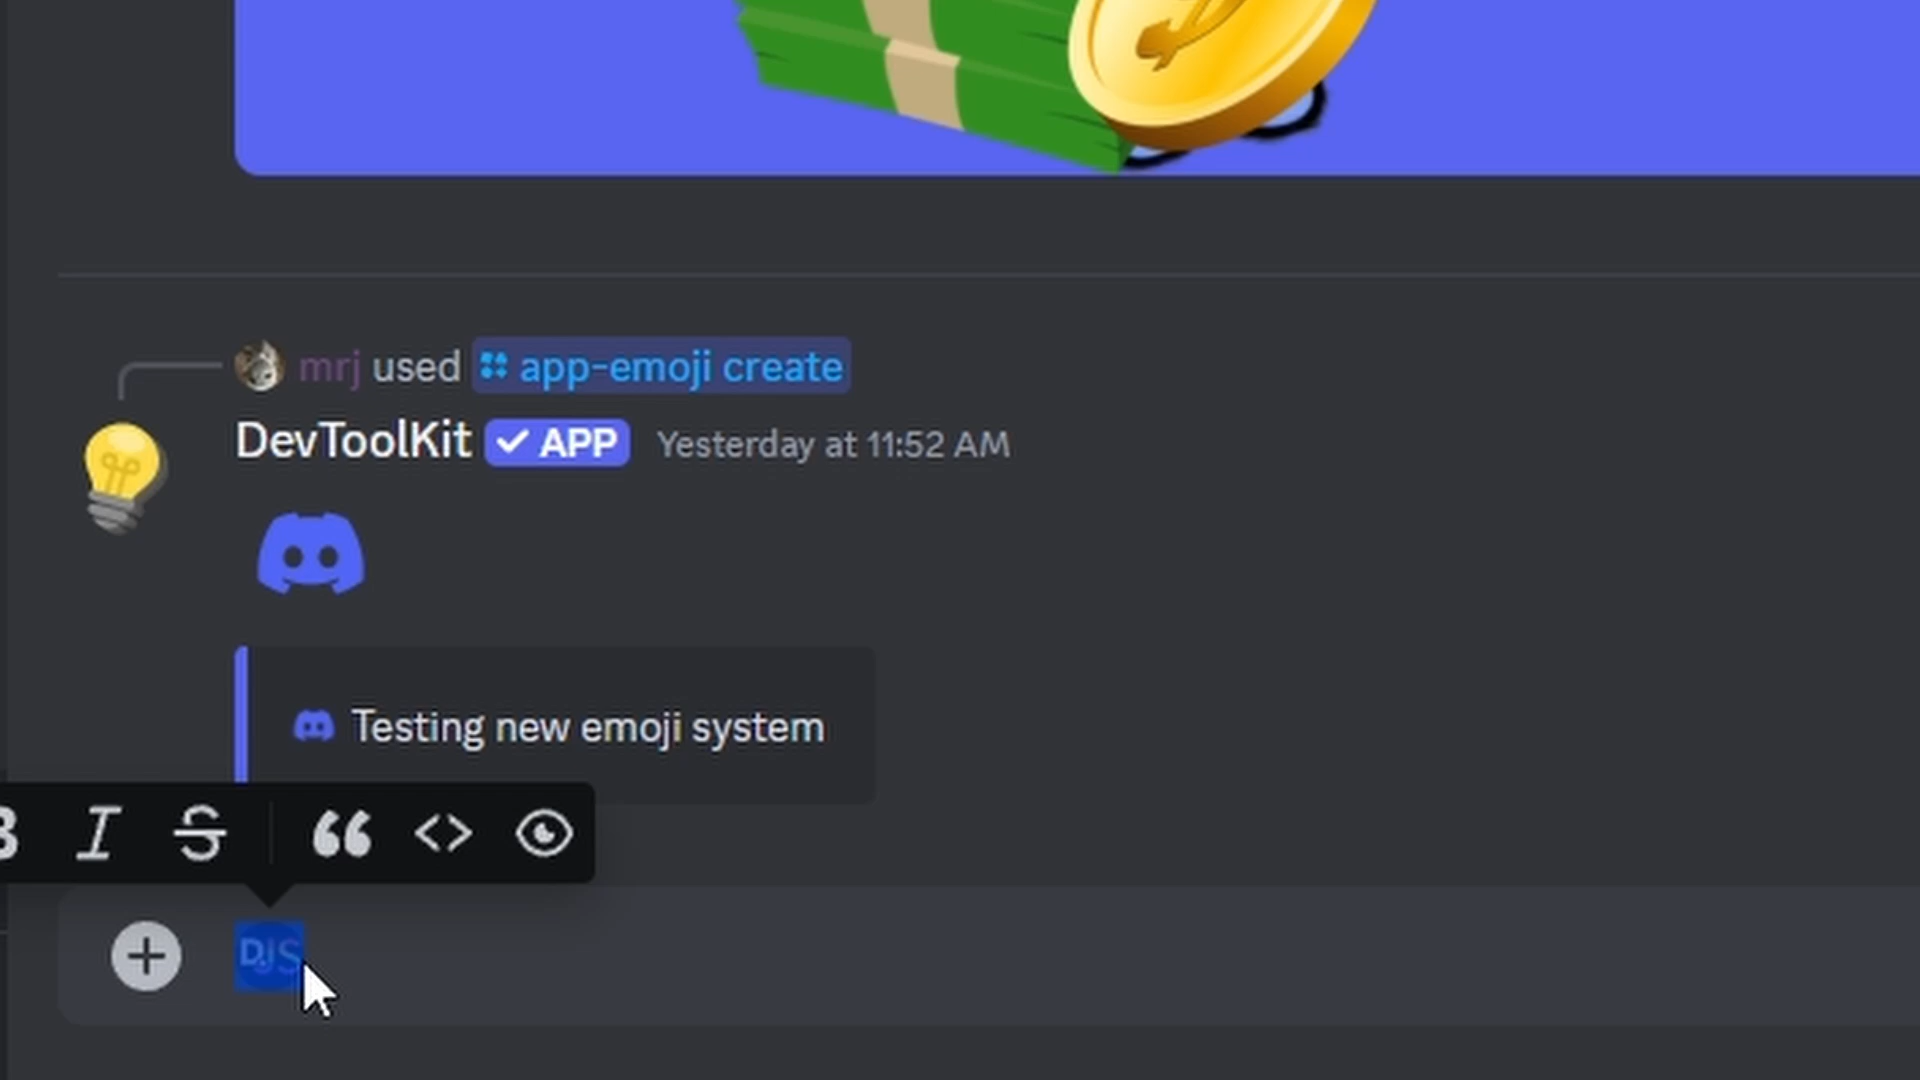 mrj used app-emoji create
DevToolKit APP Yesterday at 11:52 AM
Testing new emoji system
B I S
DJS